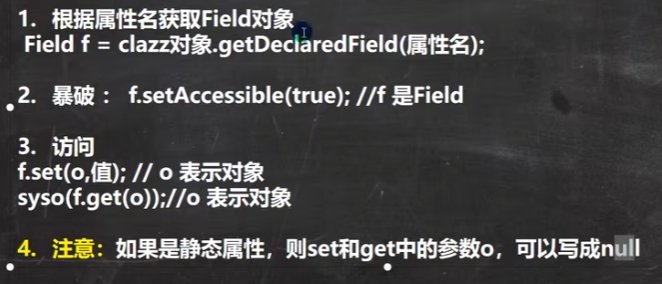 1. 根据属性名获取Field对象
Field f = clazz对象.getDeclaredField(属性名);
2. 暴破 : f.setAccessible(true); //f 是Field
3. 访问
f.set(o,值); // o 表示对象
syso(f.get(o));//o 表示对象
4. 注意：如果是静态属性，则set和get中的参数o，可以写成null